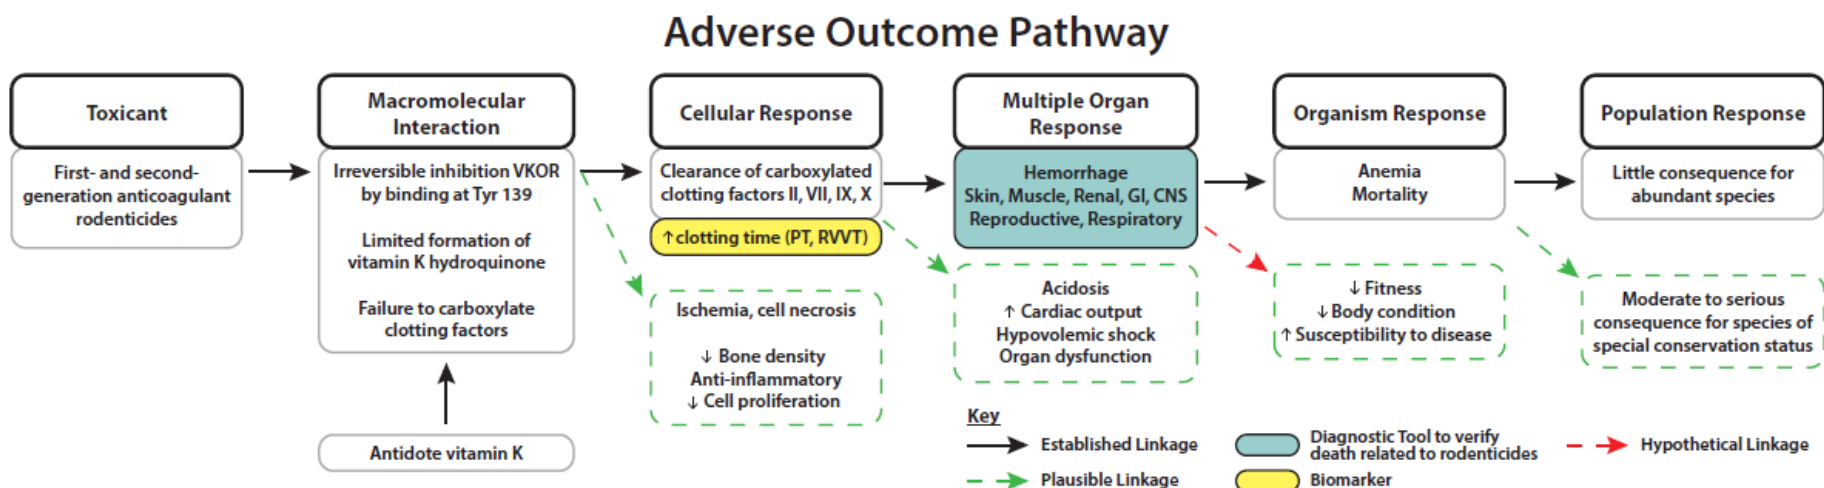 Adverse Outcome Pathway
Toxicant
First- and second-
generation anticoagulant
rodenticides
Macromolecular
Interaction
Irreversible inhibition VKOR
by binding at Tyr 139
Limited formation of
vitamin K hydroquinone
Failure to carboxylate
clotting factors
Antidote vitamin K
Cellular Response
Clearance of carboxylated
clotting factors II, VII, IX, X
↑clotting time (PT, RVVT)
Ischemia, cell necrosis
↓ Bone density
Anti-inflammatory
↓ Cell proliferation
Multiple Organ
Response
Hemorrhage
Skin, Muscle, Renal, GI, CNS
Reproductive, Respiratory
Acidosis
↑ Cardiac output
Hypovolemic shock
Organ dysfunction
Organism Response
Anemia
Mortality
↓ Fitness
↓ Body condition
↑ Susceptibility to disease
Population Response
Little consequence for
abundant species
Moderate to serious
consequence for species of
special conservation status
Key
Established Linkage
Plausible Linkage
Diagnostic Tool to verify
death related to rodenticides
Biomarker
Hypothetical Linkage